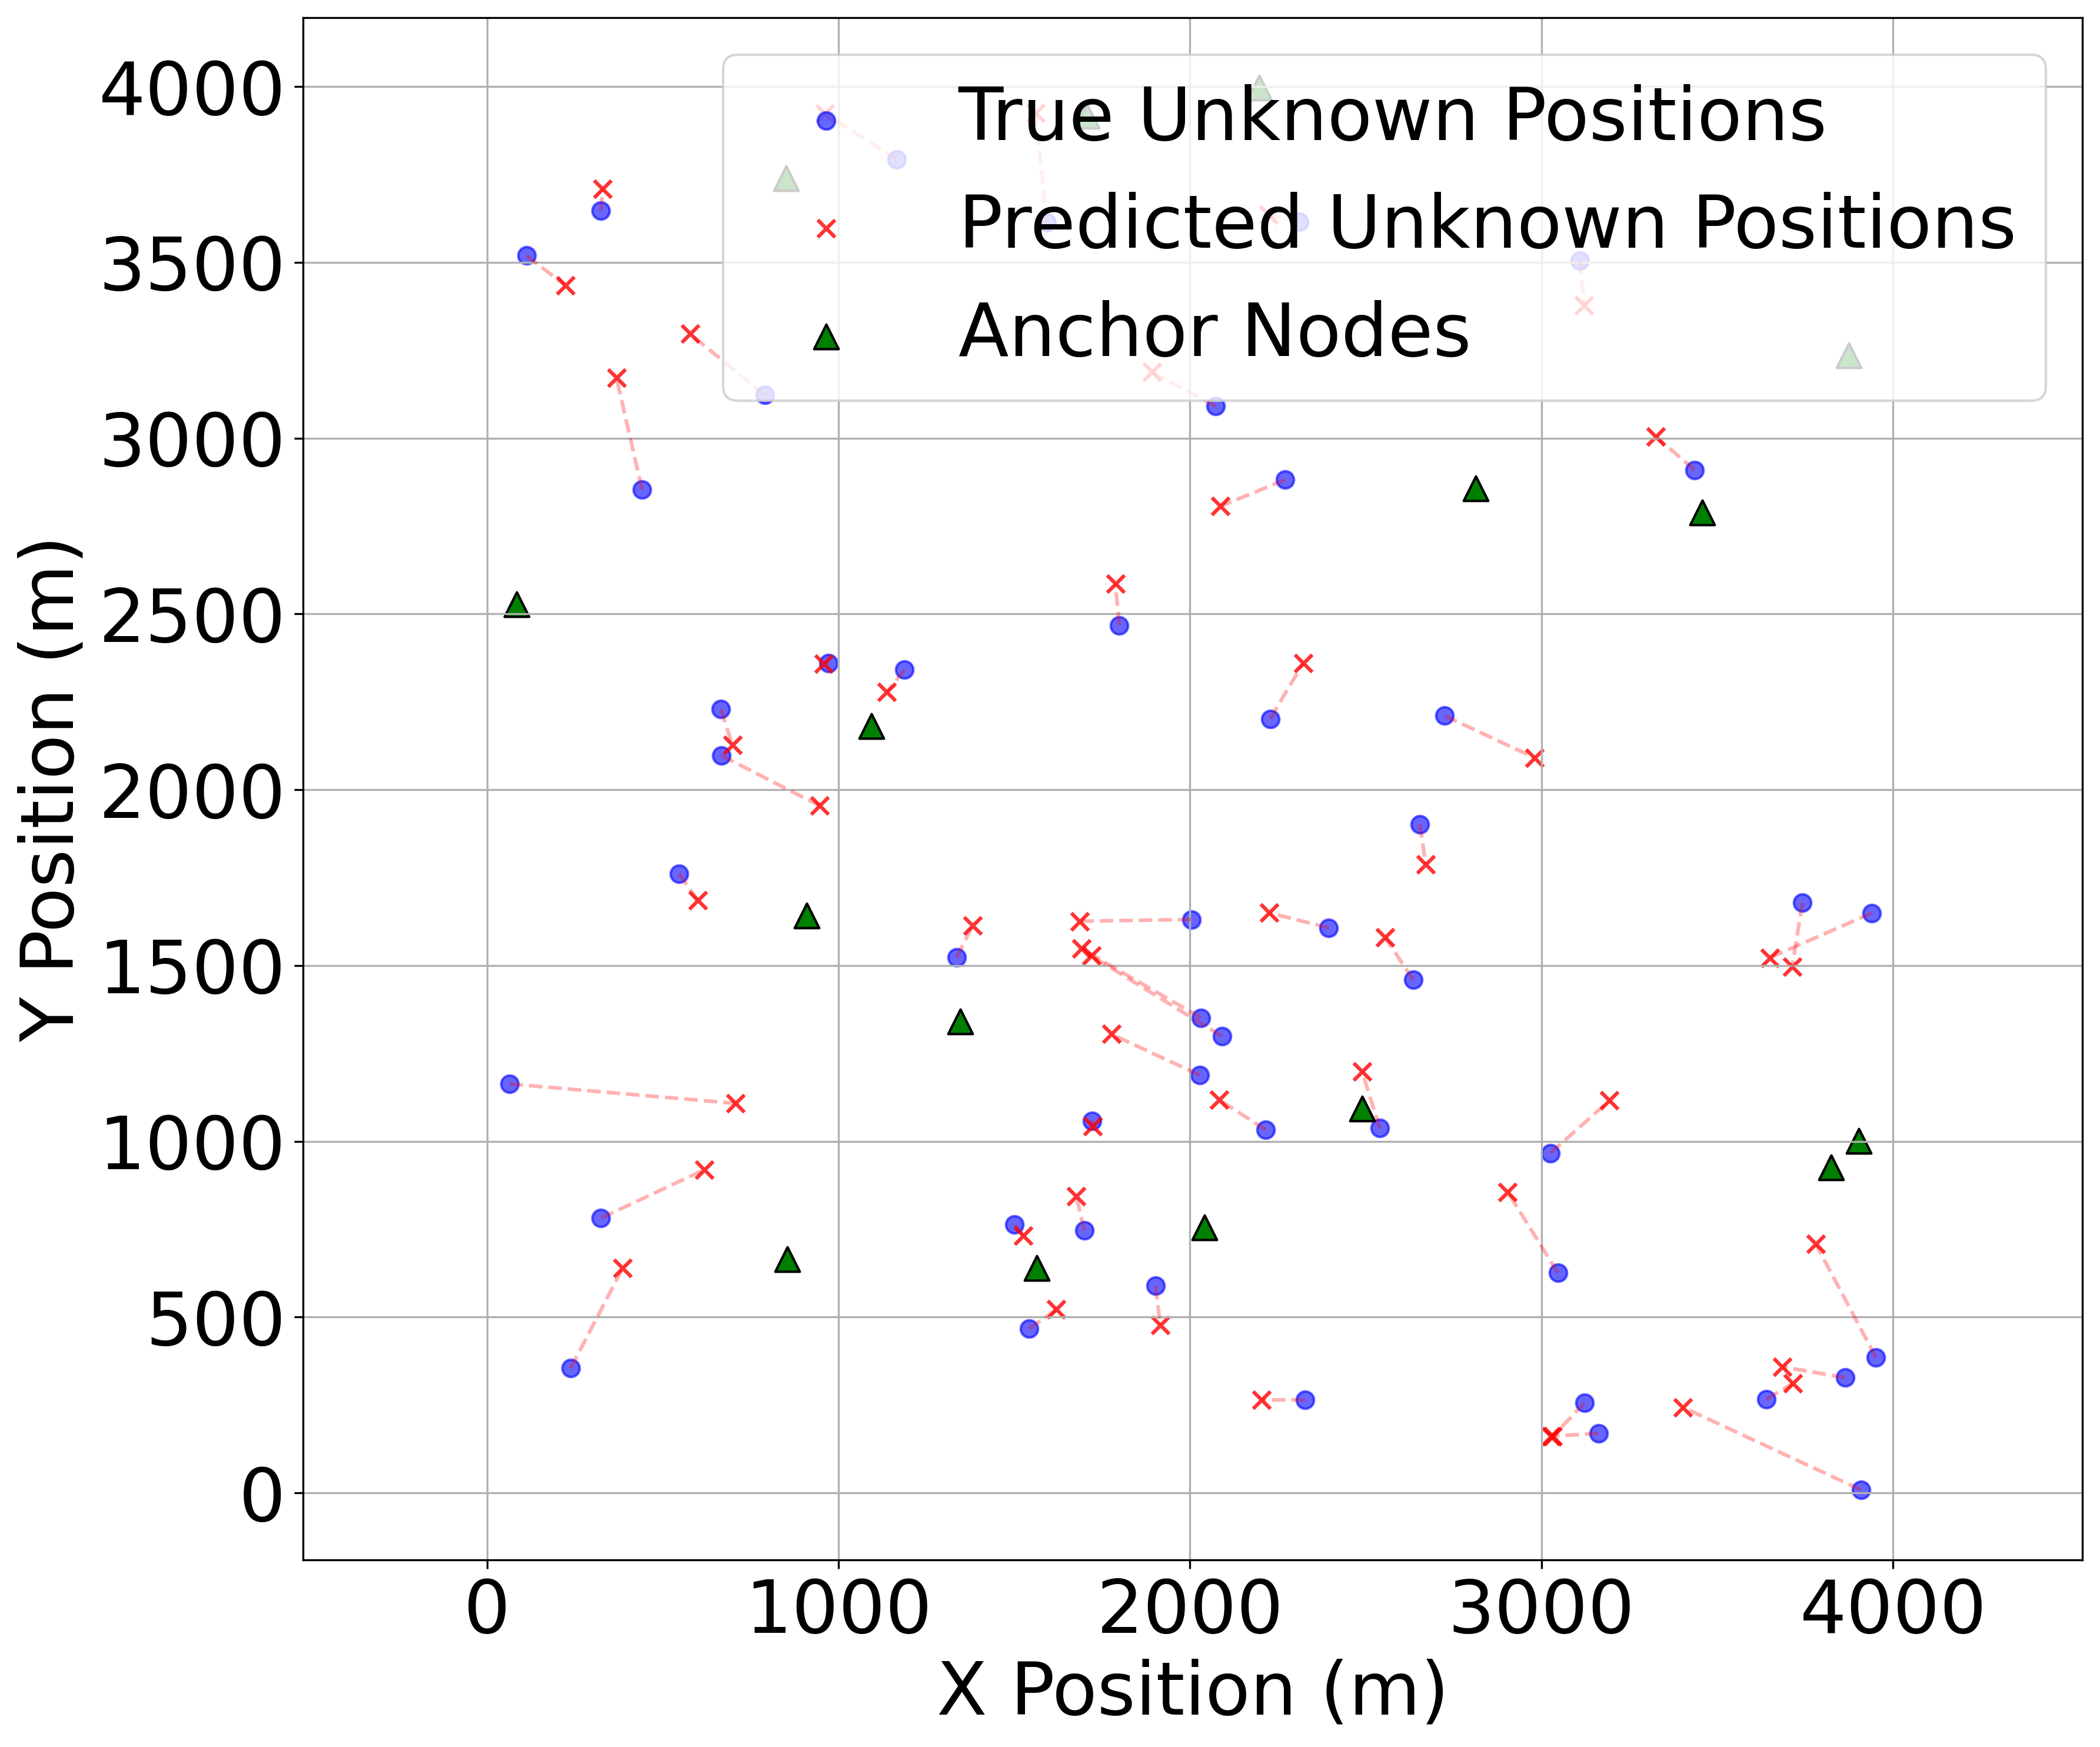 4000
3500
3000
2500
2000
1500
1000
500
0
Y Position (m)
True Unknown Positions
Predicted Unknown Positions
Anchor Nodes
0 1000 2000 3000 4000
X Position (m)